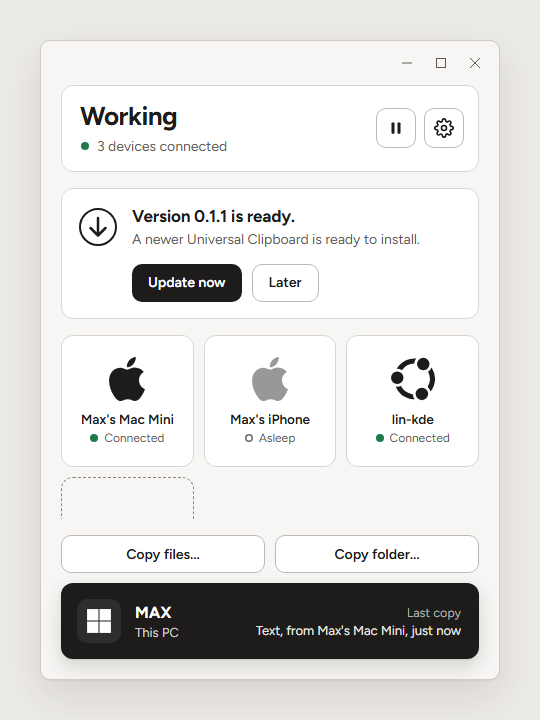 Working
3 devices connected
Version 0.1.1 is ready.
A newer Universal Clipboard is ready to install.
Update now
Later
Max's Mac Mini
Connected
Max's iPhone
Asleep
lin-kde
Connected
Copy files...
Copy folder...
MAX
This PC
Last copy
Text, from Max's Mac Mini, just now